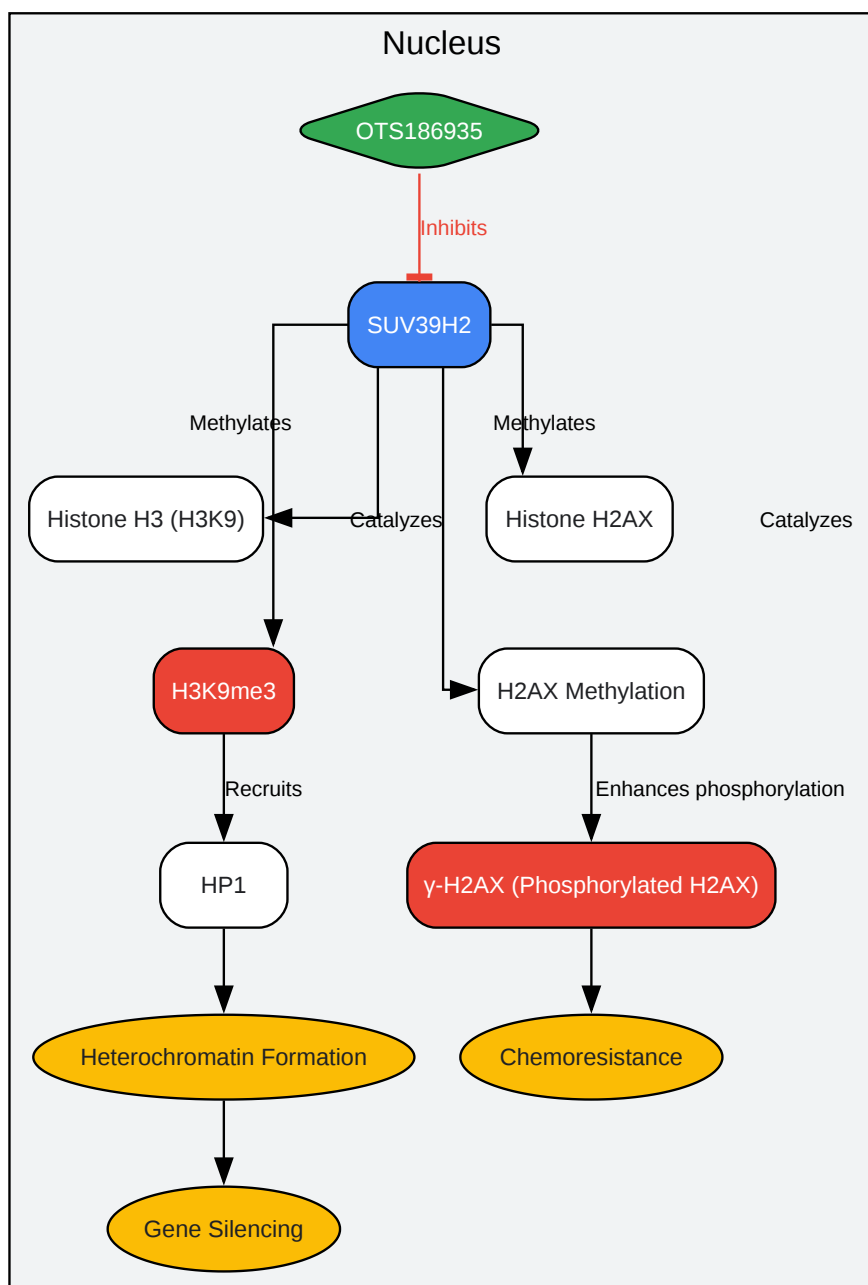 Nucleus
OTS186935
Inhibits
SUV39H2
Methylates
Methylates
Histone H3 (H3K9)
Catalyzes
Histone H2AX
Catalyzes
H3K9me3
H2AX Methylation
Recruits
Enhances phosphorylation
HP1
γ-H2AX (Phosphorylated H2AX)
Heterochromatin Formation
Chemoresistance
Gene Silencing